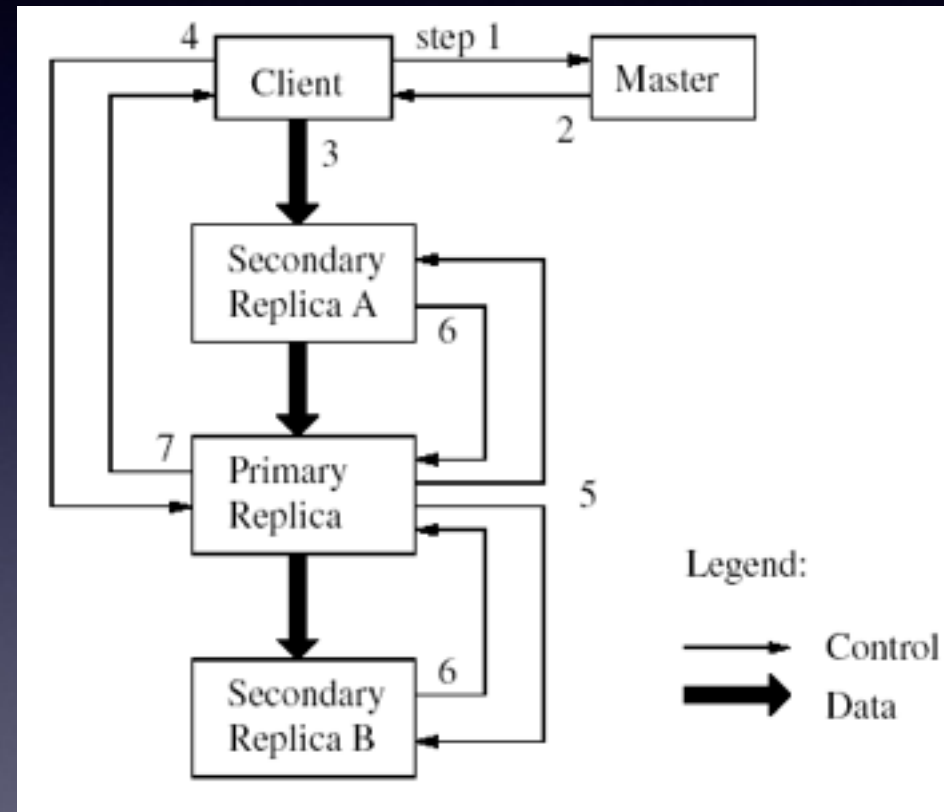 4
step 1
Client
Master
2
3
Secondary
Replica A
6
7
Primary
Replica
5
Legend:
Control
6
Secondary
Replica B
Data